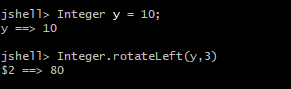 jshell> Integer y = 10;
y ==> 10
jshell> Integer.rotateLeft(y,3)
$2 ==> 80